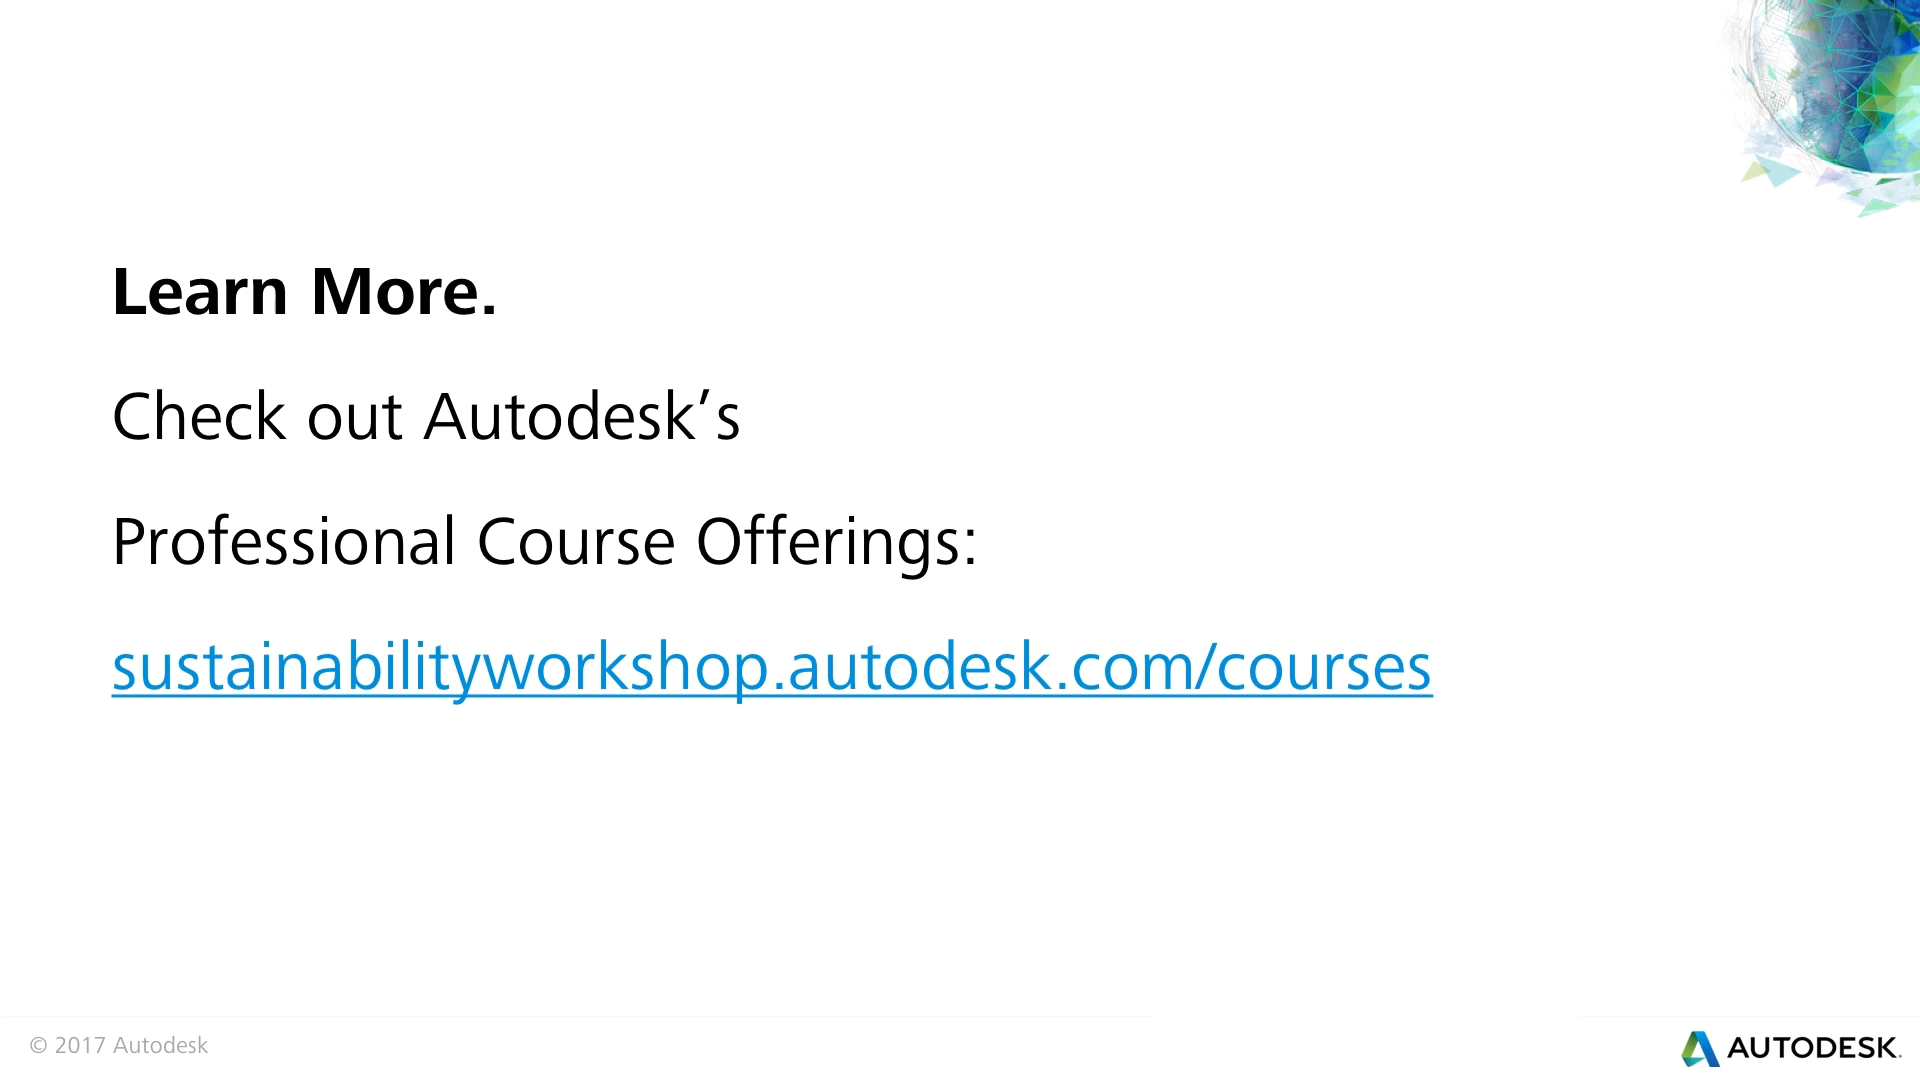 Learn More.
Check out Autodesk’s
Professional Course Offerings:
sustainabilityworkshop.autodesk.com/courses
© 2017 Autodesk
AUTODESK.